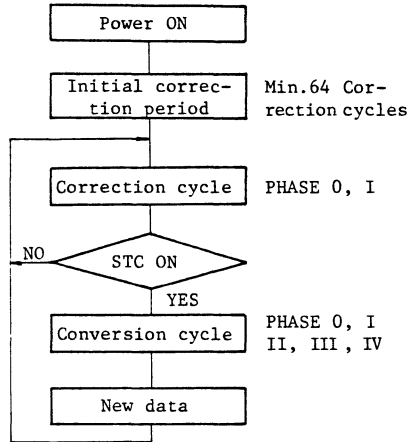 Power ON
Initial correc-
tion period
Min.64 Cor-
rection cycles
Correction cycle
PHASE 0, I
NO
STC ON
YES
Conversion cycle
PHASE 0, I
II, III, IV
New data